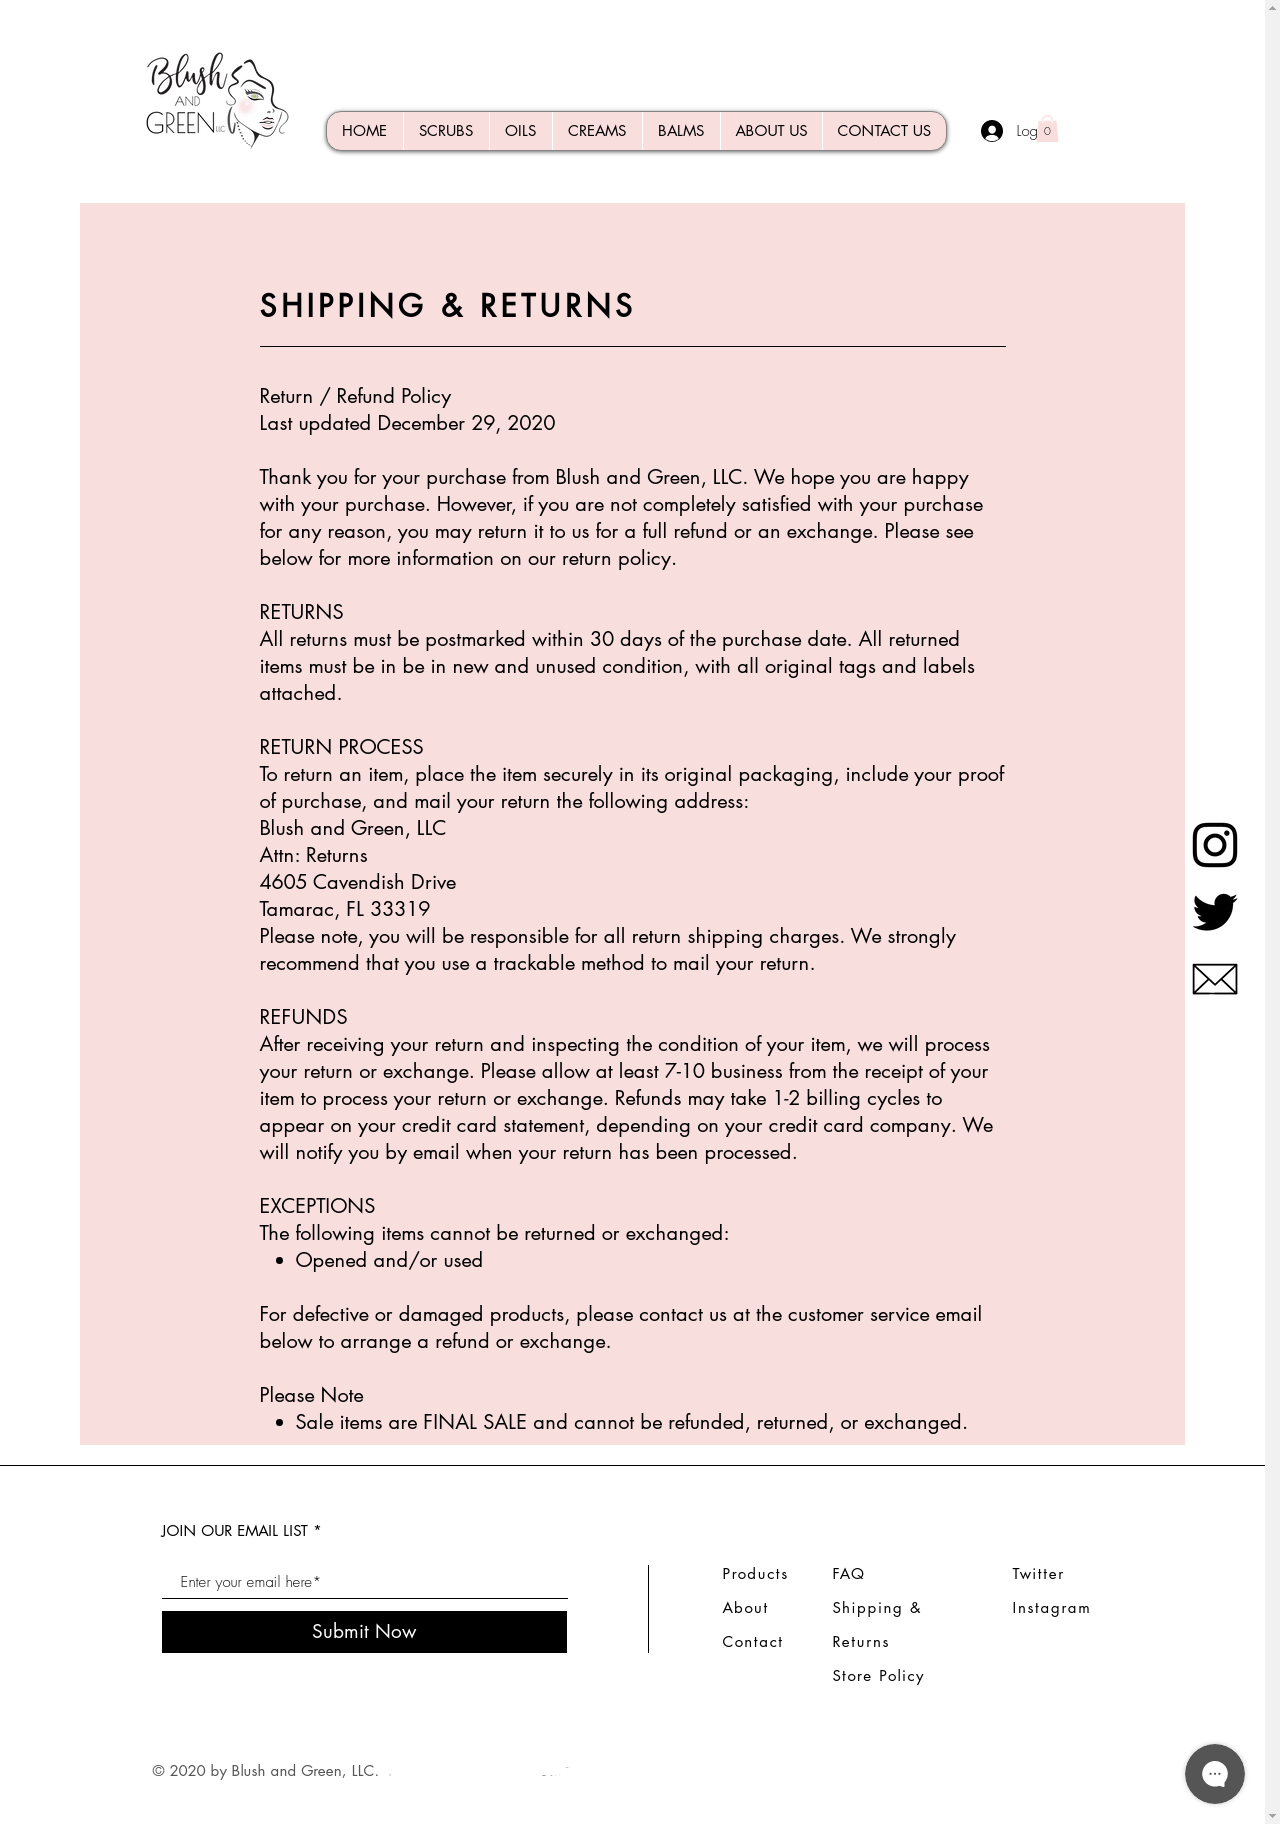 Blush
AND
GREEN LLC
HOME
SCRUBS
OILS
CREAMS
BALMS
ABOUT US
CONTACT US
Log
0
SHIPPING & RETURNS
Return / Refund Policy
Last updated December 29, 2020
Thank you for your purchase from Blush and Green, LLC. We hope you are happy
with your purchase. However, if you are not completely satisfied with your purchase
for any reason, you may return it to us for a full refund or an exchange. Please see
below for more information on our return policy.
RETURNS
All returns must be postmarked within 30 days of the purchase date. All returned
items must be in be in new and unused condition, with all original tags and labels
attached.
RETURN PROCESS
To return an item, place the item securely in its original packaging, include your proof
of purchase, and mail your return the following address:
Blush and Green, LLC
Attn: Returns
4605 Cavendish Drive
Tamarac, FL 33319
Please note, you will be responsible for all return shipping charges. We strongly
recommend that you use a trackable method to mail your return.
REFUNDS
After receiving your return and inspecting the condition of your item, we will process
your return or exchange. Please allow at least 7-10 business from the receipt of your
item to process your return or exchange. Refunds may take 1-2 billing cycles to
appear on your credit card statement, depending on your credit card company. We
will notify you by email when your return has been processed.
EXCEPTIONS
The following items cannot be returned or exchanged:
• Opened and/or used
For defective or damaged products, please contact us at the customer service email
below to arrange a refund or exchange.
Please Note
• Sale items are FINAL SALE and cannot be refunded, returned, or exchanged.
JOIN OUR EMAIL LIST *
Enter your email here*
Submit Now
Products
About
Contact
FAQ
Shipping &
Returns
Store Policy
Twitter
Instagram
© 2020 by Blush and Green, LLC.